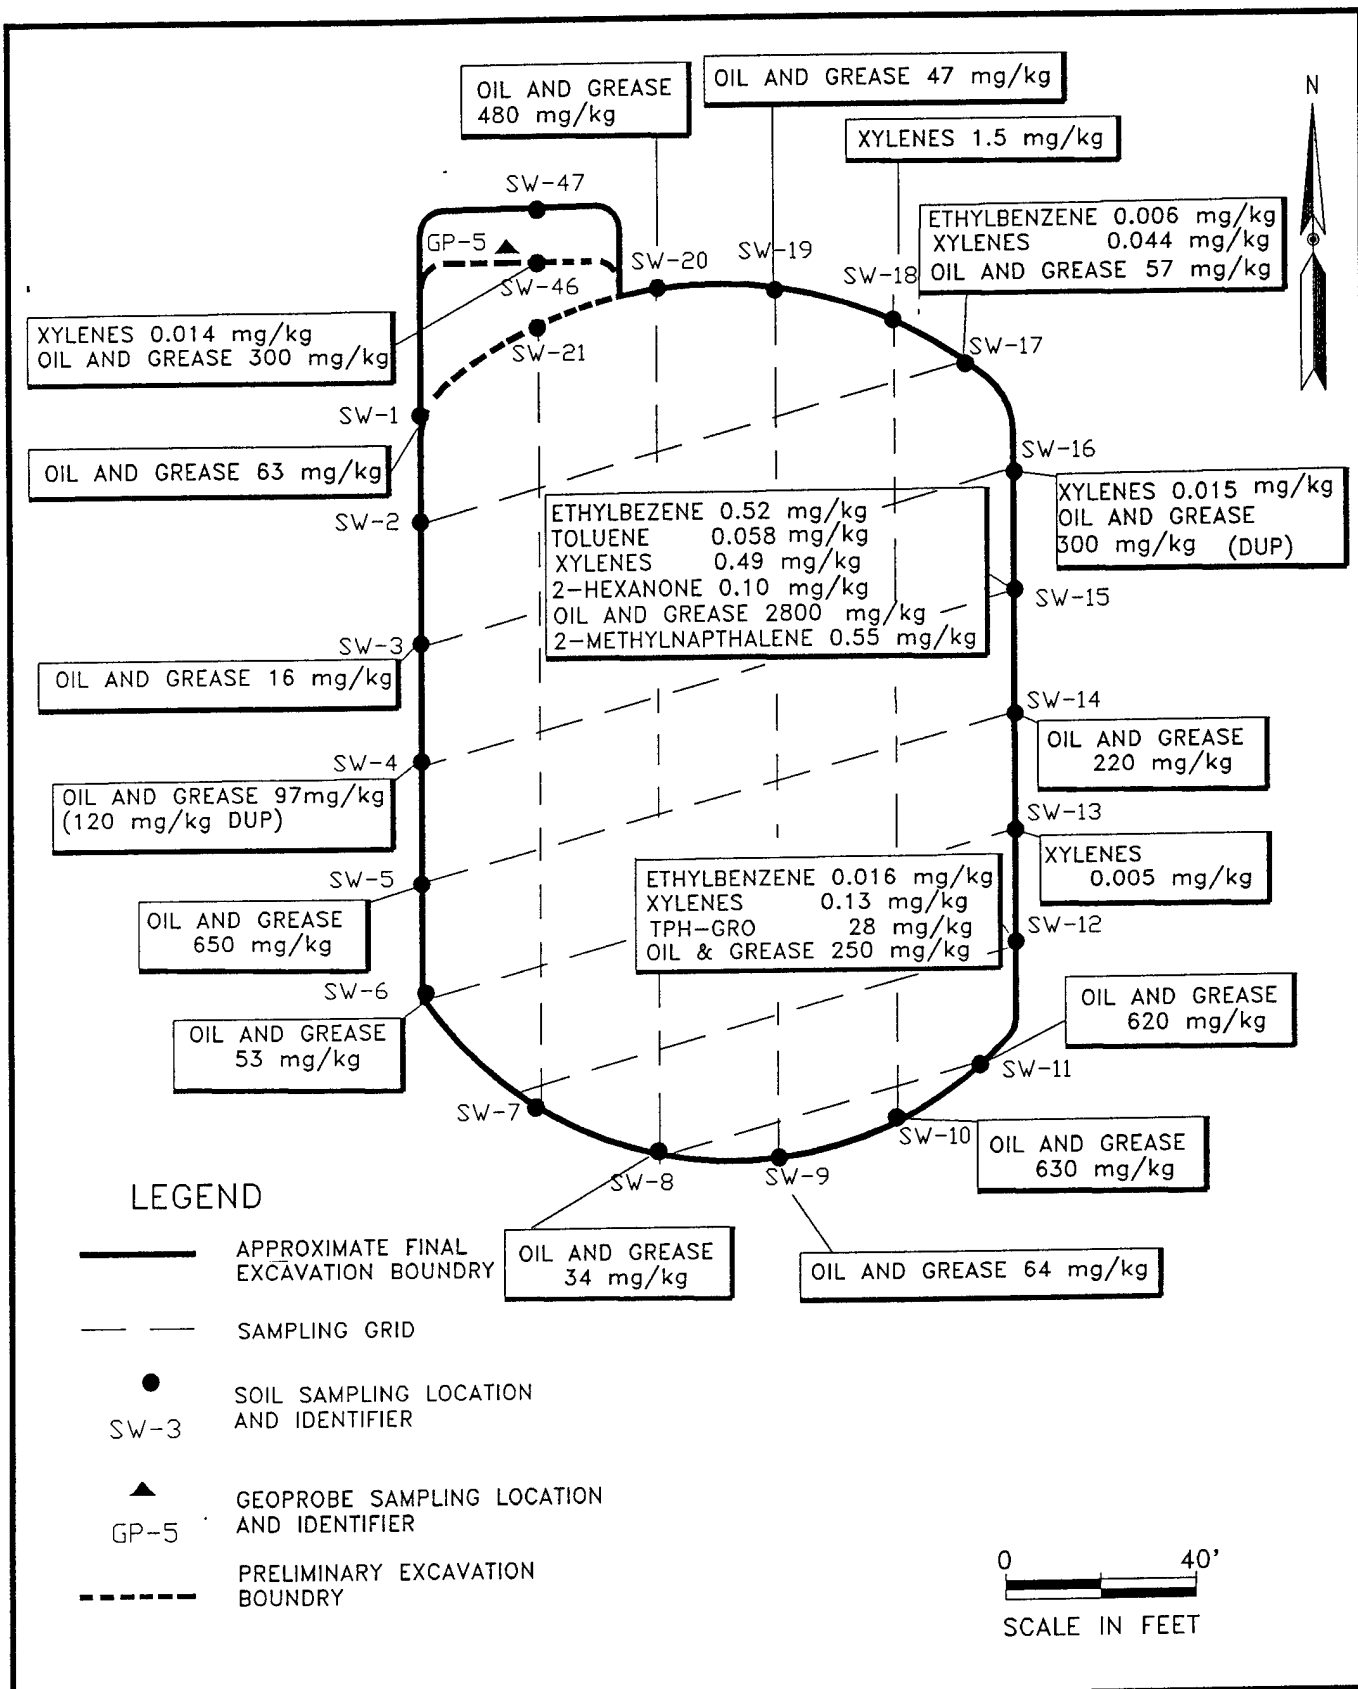 OIL AND GREASE
480 mg/kg
OIL AND GREASE 47 mg/kg
XYLENES 1.5 mg/kg
N
SW-47
ETHYLBENZENE 0.006 mg/kg
XYLENES 0.044 mg/kg
OIL AND GREASE 57 mg/kg
GP-5
SW-46
SW-20
SW-19
SW-18
XYLENES 0.014 mg/kg
OIL AND GREASE 300 mg/kg
SW-21
SW-17
SW-1
OIL AND GREASE 63 mg/kg
SW-16
XYLENES 0.015 mg/kg
OIL AND GREASE
300 mg/kg (DUP)
SW-2
ETHYLBEZENE 0.52 mg/kg
TOLUENE 0.058 mg/kg
XYLENES 0.49 mg/kg
2-HEXANONE 0.10 mg/kg
OIL AND GREASE 2800 mg/kg
2-METHYLNAPTHALENE 0.55 mg/kg
SW-15
SW-3
OIL AND GREASE 16 mg/kg
SW-14
OIL AND GREASE
220 mg/kg
SW-4
OIL AND GREASE 97mg/kg
(120 mg/kg DUP)
SW-13
XYLENES
0.005 mg/kg
SW-5
OIL AND GREASE
650 mg/kg
ETHYLBENZENE 0.016 mg/kg
XYLENES 0.13 mg/kg
TPH-GRO 28 mg/kg
OIL & GREASE 250 mg/kg
SW-12
SW-6
OIL AND GREASE
53 mg/kg
OIL AND GREASE
620 mg/kg
SW-11
SW-7
SW-10
OIL AND GREASE
630 mg/kg
SW-8
SW-9
OIL AND GREASE
34 mg/kg
OIL AND GREASE 64 mg/kg
LEGEND
APPROXIMATE FINAL
EXCAVATION BOUNDRY
SAMPLING GRID
SOIL SAMPLING LOCATION
AND IDENTIFIER
SW-3
GEOPROBE SAMPLING LOCATION
AND IDENTIFIER
GP-5
PRELIMINARY EXCAVATION
BOUNDRY
0 40'
SCALE IN FEET